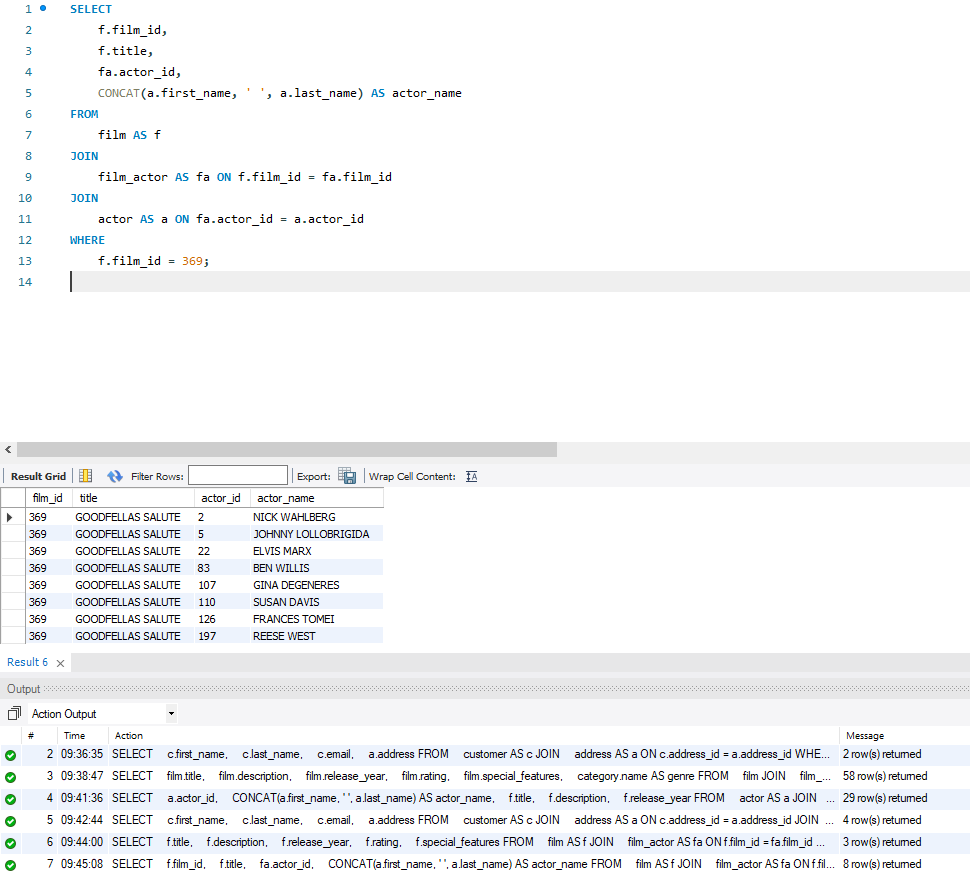 1 SELECT
2 f.film_id,
3 f.title,
4 fa.actor_id,
5 CONCAT(a.first_name, ' ', a.last_name) AS actor_name
6 FROM
7 film AS f
8 JOIN
9 film_actor AS fa ON f.film_id = fa.film_id
10 JOIN
11 actor AS a ON fa.actor_id = a.actor_id
12 WHERE
13 f.film_id = 369;
14
Result Grid Filter Rows: Export: Wrap Cell Content: IA
film_id title actor_id actor_name
369 GOODFELLAS SALUTE 2 NICK WAHLBERG
369 GOODFELLAS SALUTE 5 JOHNNY LOLLOBRIGIDA
369 GOODFELLAS SALUTE 22 ELVIS MARX
369 GOODFELLAS SALUTE 83 BEN WILLIS
369 GOODFELLAS SALUTE 107 GINA DEGENERES
369 GOODFELLAS SALUTE 110 SUSAN DAVIS
369 GOODFELLAS SALUTE 126 FRANCES TOMEI
369 GOODFELLAS SALUTE 197 REESE WEST
Result 6
Output
Action Output
# Time Action Message
2 09:36:35 SELECT c.first_name, c.last_name, c.email, a.address FROM customer AS c JOIN address AS a ON c.address_id = a.address_id WHE... 2 row(s) returned
3 09:38:47 SELECT film.title, film.description, film.release_year, film.rating, film.special_features, category.name AS genre FROM film JOIN film_... 58 row(s) returned
4 09:41:36 SELECT a.actor_id, CONCAT(a.first_name, ' ', a.last_name) AS actor_name, f.title, f.description, f.release_year FROM actor AS a JOIN ... 29 row(s) returned
5 09:42:44 SELECT c.first_name, c.last_name, c.email, a.address FROM customer AS c JOIN address AS a ON c.address_id = a.address_id JOIN ... 4 row(s) returned
6 09:44:00 SELECT f.title, f.description, f.release_year, f.rating, f.special_features FROM film AS f JOIN film_actor AS fa ON f.film_id = fa.film_id ... 3 row(s) returned
7 09:45:08 SELECT f.film_id, f.title, fa.actor_id, CONCAT(a.first_name, ' ', a.last_name) AS actor_name FROM film AS f JOIN film_actor AS fa ON f.fil... 8 row(s) returned